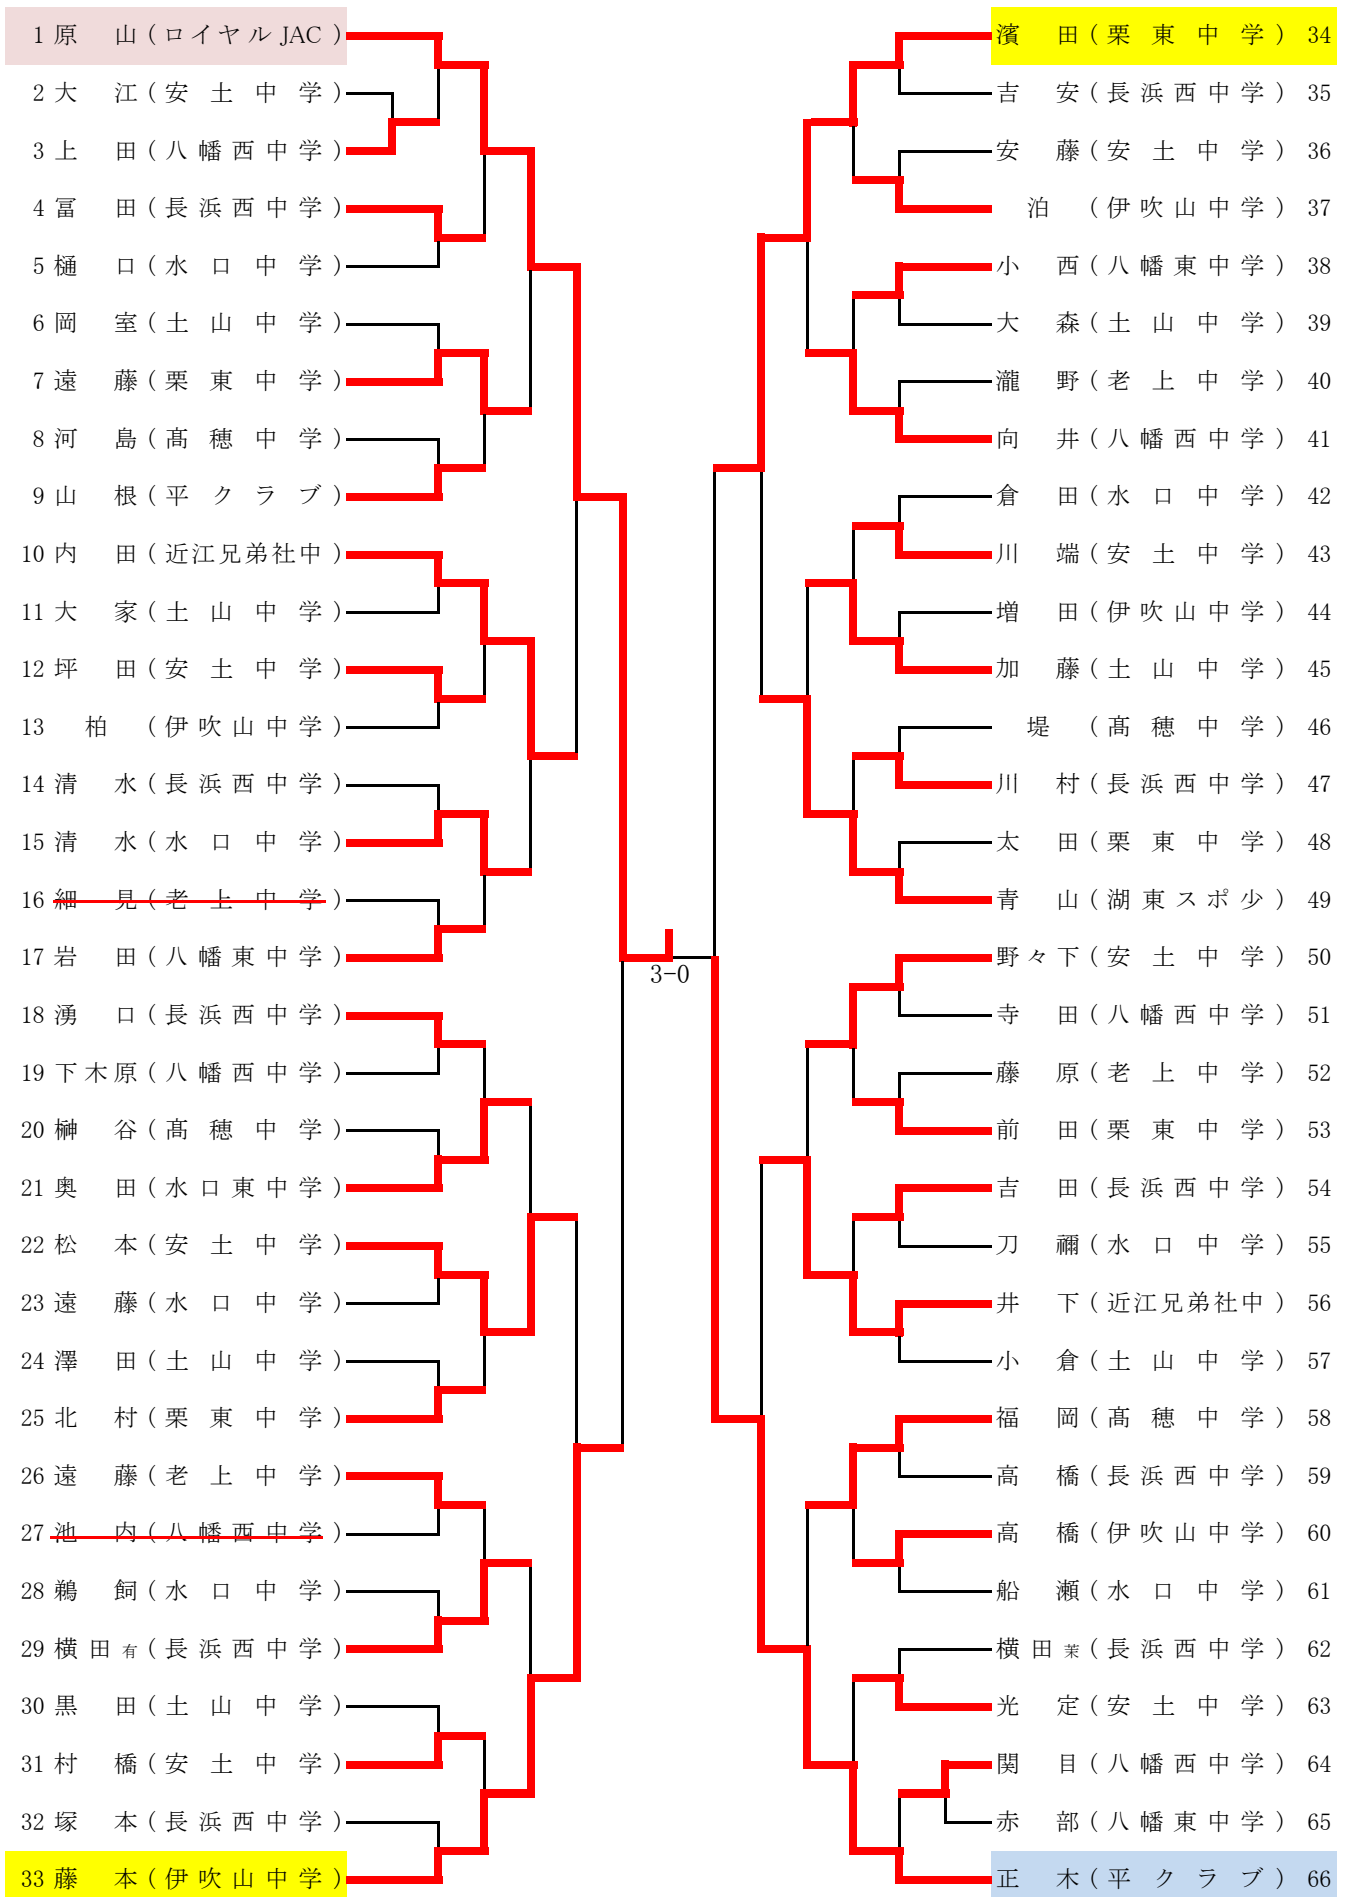 1 原 山 ( ロイヤル JAC )
2 大 江 ( 安 土 中 学 )
3 上 田 ( 八 幡 西 中 学 )
4 冨 田 ( 長 浜 西 中 学 )
5 樋 口 ( 水 口 中 学 )
6 岡 室 ( 土 山 中 学 )
7 遠 藤 ( 栗 東 中 学 )
8 河 島 ( 髙 穂 中 学 )
9 山 根 ( 平 ク ラ ブ )
10 内 田 ( 近江兄弟社中 )
11 大 家 ( 土 山 中 学 )
12 坪 田 ( 安 土 中 学 )
13 柏 ( 伊 吹 山 中 学 )
14 清 水 ( 長 浜 西 中 学 )
15 清 水 ( 水 口 中 学 )
16 細 見 ( 老 上 中 学 )
17 岩 田 ( 八 幡 東 中 学 )
18 湧 口 ( 長 浜 西 中 学 )
19 下 木 原 ( 八 幡 西 中 学 )
20 榊 谷 ( 髙 穂 中 学 )
21 奥 田 ( 水 口 東 中 学 )
22 松 本 ( 安 土 中 学 )
23 遠 藤 ( 水 口 中 学 )
24 澤 田 ( 土 山 中 学 )
25 北 村 ( 栗 東 中 学 )
26 遠 藤 ( 老 上 中 学 )
27 池 内 ( 八 幡 西 中 学 )
28 鵜 飼 ( 水 口 中 学 )
29 横 田 有 ( 長 浜 西 中 学 )
30 黒 田 ( 土 山 中 学 )
31 村 橋 ( 安 土 中 学 )
32 塚 本 ( 長 浜 西 中 学 )
33 藤 本 ( 伊 吹 山 中 学 )
3-0
濱 田 ( 栗 東 中 学 ) 34
吉 安 ( 長 浜 西 中 学 ) 35
安 藤 ( 安 土 中 学 ) 36
泊 ( 伊 吹 山 中 学 ) 37
小 西 ( 八 幡 東 中 学 ) 38
大 森 ( 土 山 中 学 ) 39
瀧 野 ( 老 上 中 学 ) 40
向 井 ( 八 幡 西 中 学 ) 41
倉 田 ( 水 口 中 学 ) 42
川 端 ( 安 土 中 学 ) 43
増 田 ( 伊 吹 山 中 学 ) 44
加 藤 ( 土 山 中 学 ) 45
堤 ( 髙 穂 中 学 ) 46
川 村 ( 長 浜 西 中 学 ) 47
太 田 ( 栗 東 中 学 ) 48
青 山 ( 湖 東 ス ポ 少 ) 49
野 々 下 ( 安 土 中 学 ) 50
寺 田 ( 八 幡 西 中 学 ) 51
藤 原 ( 老 上 中 学 ) 52
前 田 ( 栗 東 中 学 ) 53
吉 田 ( 長 浜 西 中 学 ) 54
刀 禰 ( 水 口 中 学 ) 55
井 下 ( 近江兄弟社中 ) 56
小 倉 ( 土 山 中 学 ) 57
福 岡 ( 髙 穂 中 学 ) 58
高 橋 ( 長 浜 西 中 学 ) 59
高 橋 ( 伊 吹 山 中 学 ) 60
船 瀬 ( 水 口 中 学 ) 61
横 田 茉 ( 長 浜 西 中 学 ) 62
光 定 ( 安 土 中 学 ) 63
関 目 ( 八 幡 西 中 学 ) 64
赤 部 ( 八 幡 東 中 学 ) 65
正 木 ( 平 ク ラ ブ ) 66